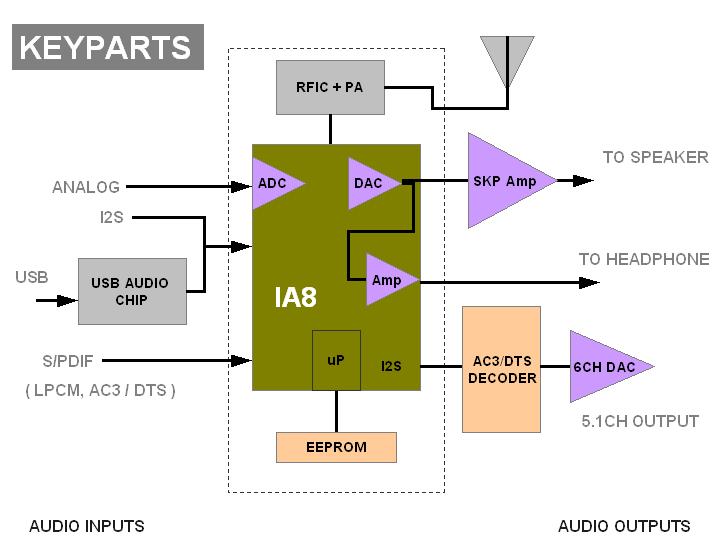 KEYPARTS
RFIC + PA
TO SPEAKER
ANALOG
ADC
DAC
SKP Amp
I2S
TO HEADPHONE
USB
USB AUDIO
CHIP
IA8
Amp
S/PDIF
( LPCM, AC3 / DTS )
uP
I2S
AC3/DTS
DECODER
6CH DAC
5.1CH OUTPUT
EEPROM
AUDIO INPUTS
AUDIO OUTPUTS